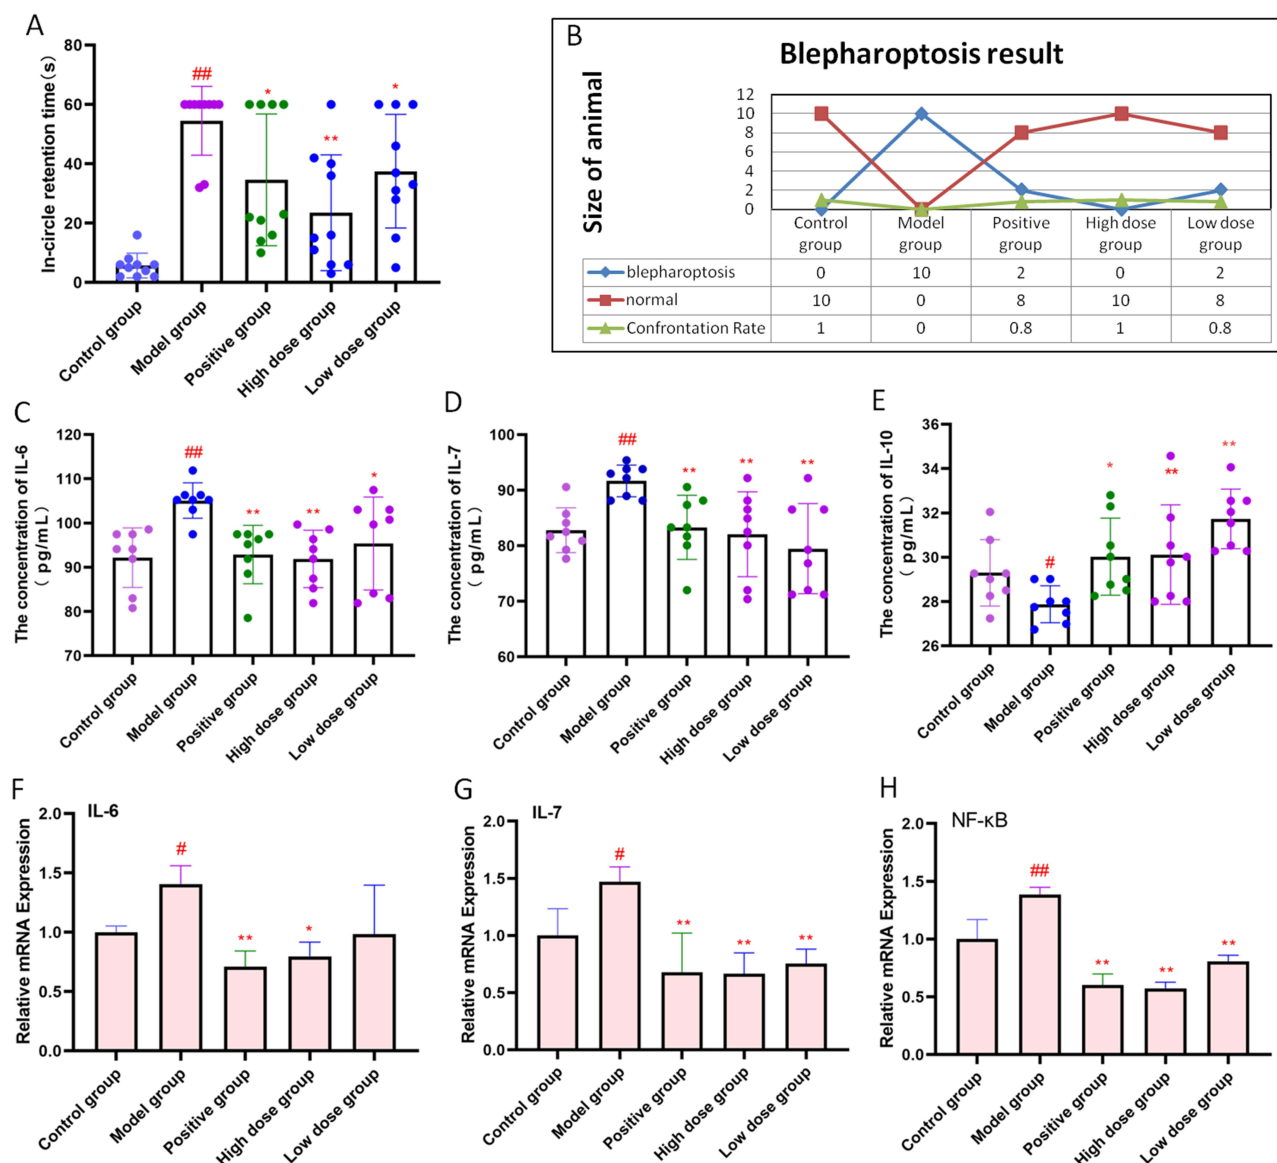 A
In-circle retention time(s)
80
60
40
20
0
##
*
**
*
Control group
Model group
Positive group
High dose group
Low dose group
B
Blepharoptosis result
Size of animal
12
10
8
6
4
2
0
Control group Model group Positive group High dose group Low dose group
blepharoptosis 0 10 2 0 2
normal 10 0 8 10 8
Confrontation Rate 1 0 0.8 1 0.8
C
The concentration of IL-6
( pg/mL)
120
110
100
90
80
70
##
**
**
*
Control group
Model group
Positive group
High dose group
Low dose group
D
The concentration of IL-7
( pg/mL)
100
90
80
70
60
##
**
**
**
Control group
Model group
Positive group
High dose group
Low dose group
E
The concentration of IL-10
( pg/mL)
36
34
32
30
28
26
#
*
**
**
Control group
Model group
Positive group
High dose group
Low dose group
F
IL-6
Relative mRNA Expression
2.0
1.5
1.0
0.5
0.0
#
**
*
Control group
Model group
Positive group
High dose group
Low dose group
G
IL-7
Relative mRNA Expression
2.0
1.5
1.0
0.5
0.0
#
**
**
**
Control group
Model group
Positive group
High dose group
Low dose group
H
NF-κB
Relative mRNA Expression
2.0
1.5
1.0
0.5
0.0
##
**
**
**
Control group
Model group
Positive group
High dose group
Low dose group